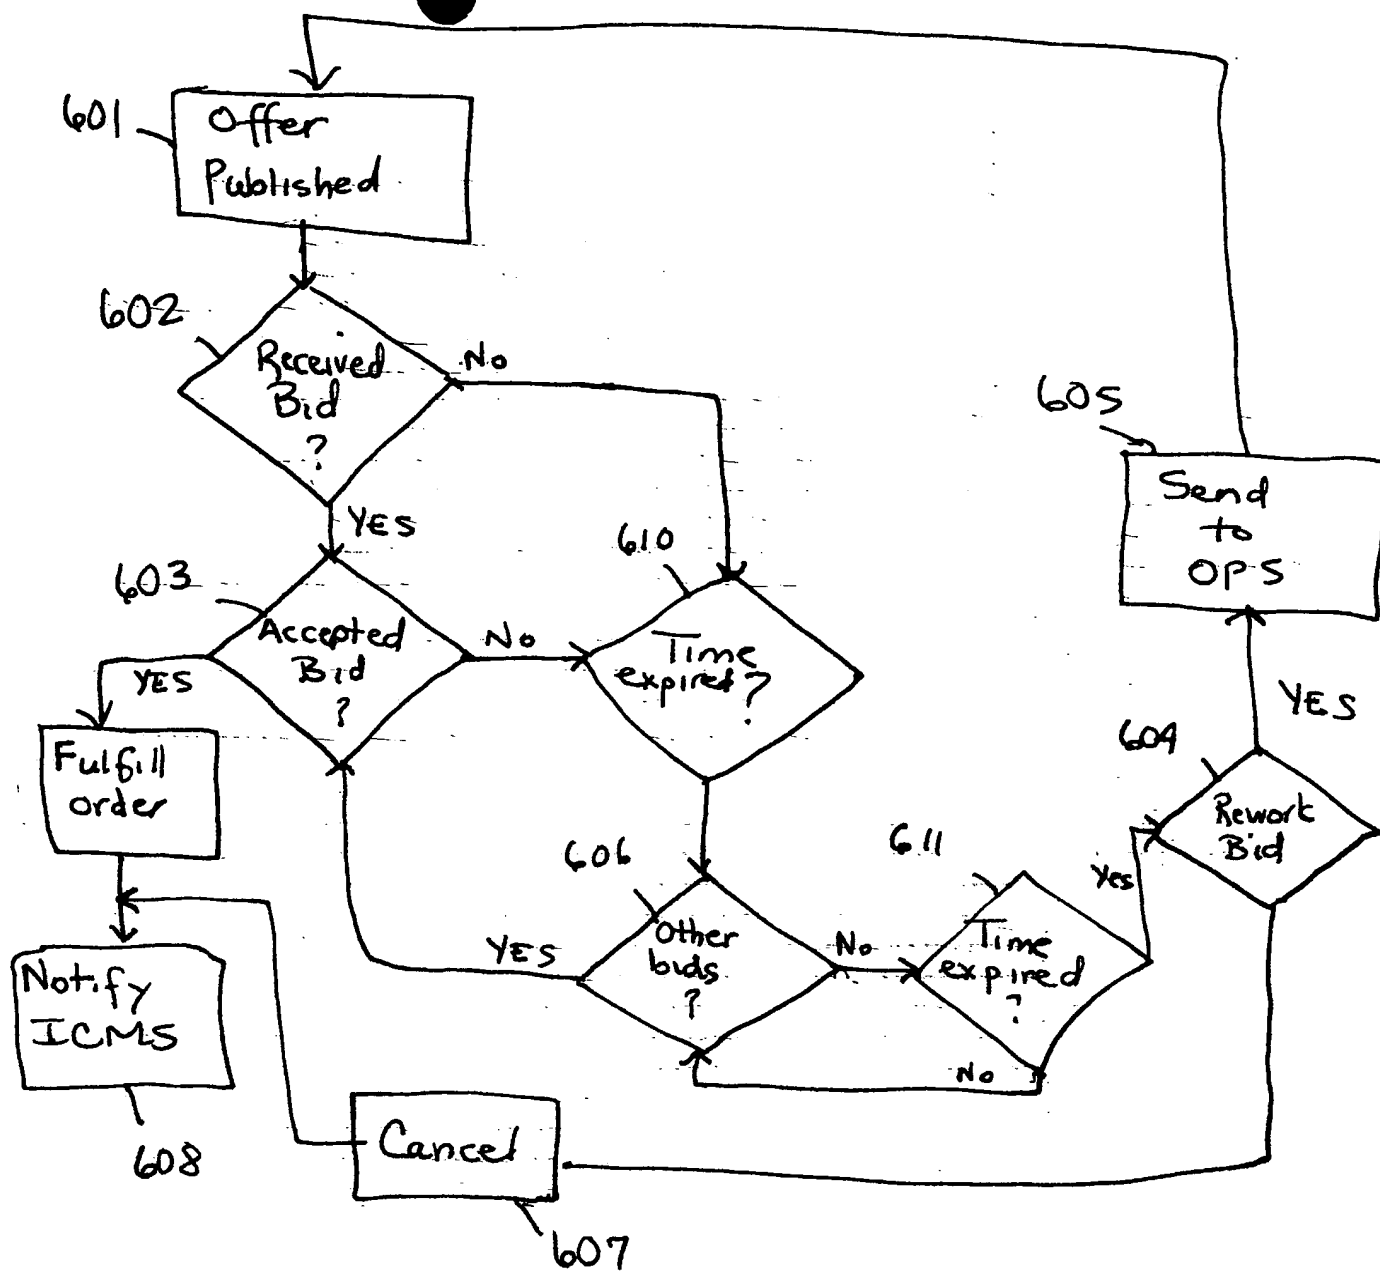 601
Offer
Published
602
Received
Bid
?
No
YES
603
Accepted
Bid
?
No
YES
610
Time
expired?
605
Send
to
OPS
YES
604
Rework
Bid
Fulfill
order
606
Other
bids
?
YES
No
611
Time
expired
?
Yes
No
Notify
ICMS
608
Cancel
607